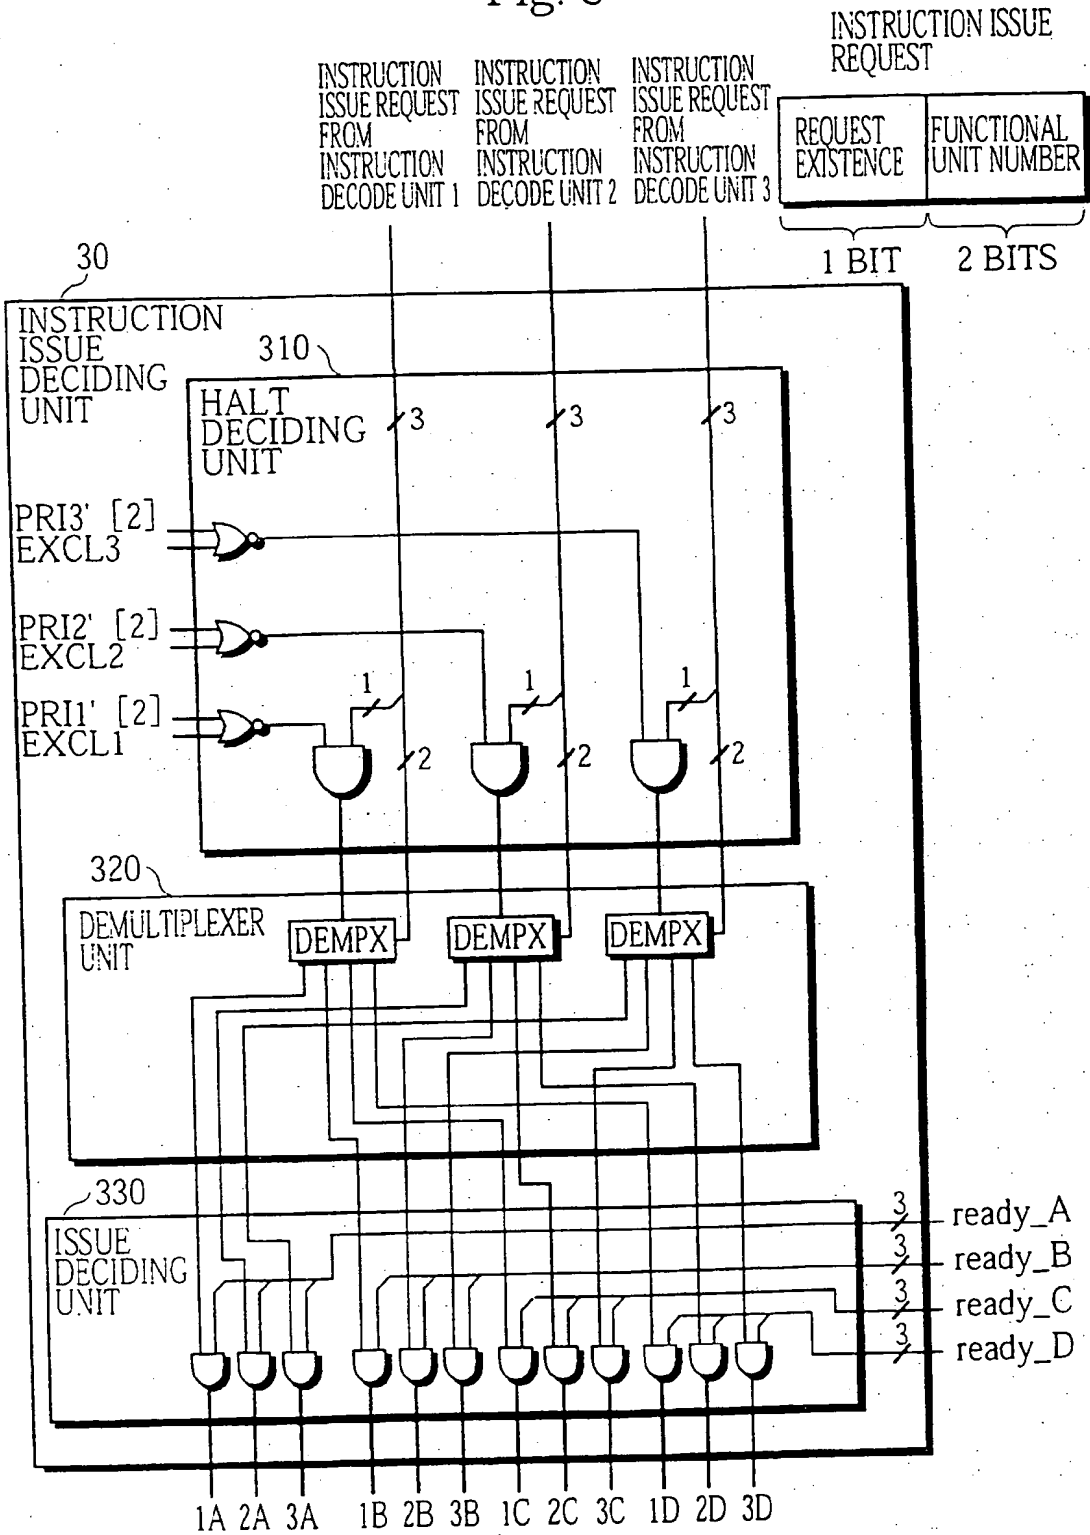 INSTRUCTION ISSUE
REQUEST
INSTRUCTION
ISSUE REQUEST
FROM
INSTRUCTION
DECODE UNIT 1
INSTRUCTION
ISSUE REQUEST
FROM
INSTRUCTION
DECODE UNIT 2
INSTRUCTION
ISSUE REQUEST
FROM
INSTRUCTION
DECODE UNIT 3
REQUEST
EXISTENCE
FUNCTIONAL
UNIT NUMBER
1 BIT
2 BITS
30
INSTRUCTION
ISSUE
DECIDING
UNIT
310
HALT
DECIDING
UNIT
3
3
3
PRI3' [2]
EXCL3
PRI2' [2]
EXCL2
PRI1' [2]
EXCL1
1
1
1
2
2
2
320
DEMULTIPLEXER
UNIT
DEMPX
DEMPX
DEMPX
330
ISSUE
DECIDING
UNIT
3
ready_A
3
ready_B
3
ready_C
3
ready_D
1A
2A
3A
1B
2B
3B
1C
2C
3C
1D
2D
3D